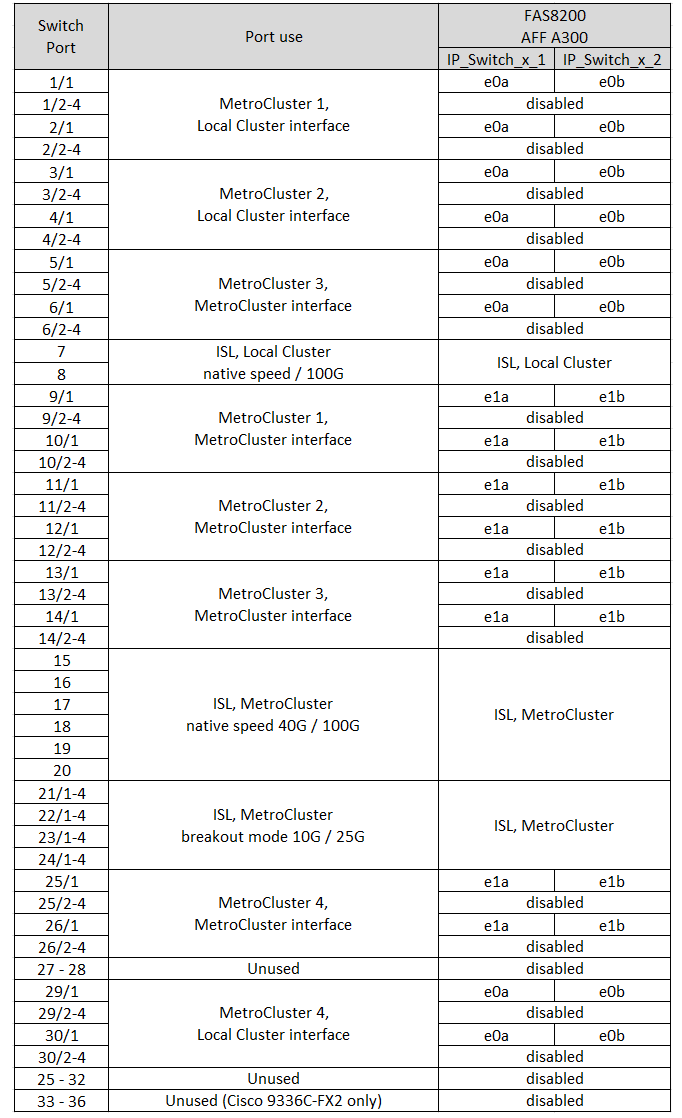 Switch Port Port use FAS8200
AFF A300
IP_Switch_x_1 IP_Switch_x_2
1/1 MetroCluster 1, e0a e0b
1/2-4 Local Cluster interface disabled
2/1 e0a e0b
2/2-4 disabled
3/1 MetroCluster 2, e0a e0b
3/2-4 Local Cluster interface disabled
4/1 e0a e0b
4/2-4 disabled
5/1 MetroCluster 3, e0a e0b
5/2-4 MetroCluster interface disabled
6/1 e0a e0b
6/2-4 disabled
7 ISL, Local Cluster ISL, Local Cluster
8 native speed / 100G
9/1 MetroCluster 1, e1a e1b
9/2-4 MetroCluster interface disabled
10/1 e1a e1b
10/2-4 disabled
11/1 MetroCluster 2, e1a e1b
11/2-4 MetroCluster interface disabled
12/1 e1a e1b
12/2-4 disabled
13/1 MetroCluster 3, e1a e1b
13/2-4 MetroCluster interface disabled
14/1 e1a e1b
14/2-4 disabled
15
16
17 ISL, MetroCluster ISL, MetroCluster
18 native speed 40G / 100G
19
20
21/1-4
22/1-4 ISL, MetroCluster ISL, MetroCluster
23/1-4 breakout mode 10G / 25G
24/1-4
25/1 MetroCluster 4, e1a e1b
25/2-4 MetroCluster interface disabled
26/1 e1a e1b
26/2-4 disabled
27 - 28 Unused disabled
29/1 MetroCluster 4, e0a e0b
29/2-4 Local Cluster interface disabled
30/1 e0a e0b
30/2-4 disabled
25 - 32 Unused disabled
33 - 36 Unused (Cisco 9336C-FX2 only) disabled